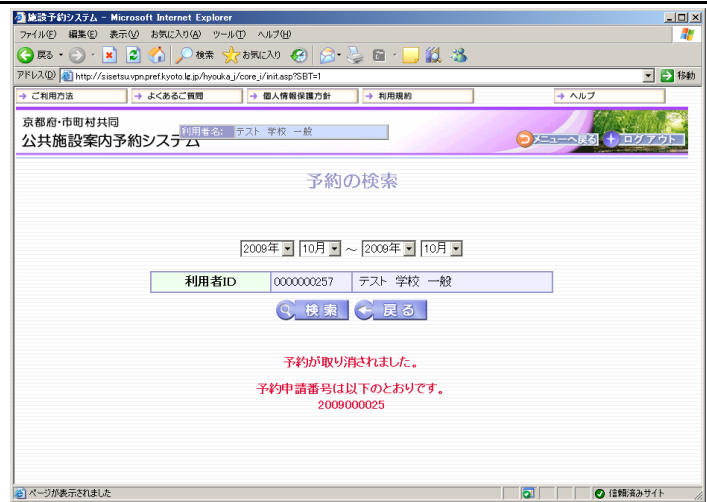 施設予約システム - Microsoft Internet Explorer
ファイル(F) 編集(E) 表示(V) お気に入り(A) ツール(T) ヘルプ(H)
戻る 検索 お気に入り
アドレス(D) http://sisetsu.vpn.pref.kyoto.lg.jp/hyouka_j/core_i/init.asp?SBT=1 移動
ご利用方法 よくあるご質問 個人情報保護方針 利用規約 ヘルプ
京都府・市町村共同
公共施設案内予約システム
利用者名: テスト 学校 一般
メニューへ戻る ログアウト
予約の検索
2009年 10月 ～ 2009年 10月
利用者ID 0000000257 テスト 学校 一般
検索 戻る
予約が取り消されました。
予約申請番号は以下のとおりです。
2009000025
ページが表示されました 信頼済みサイト